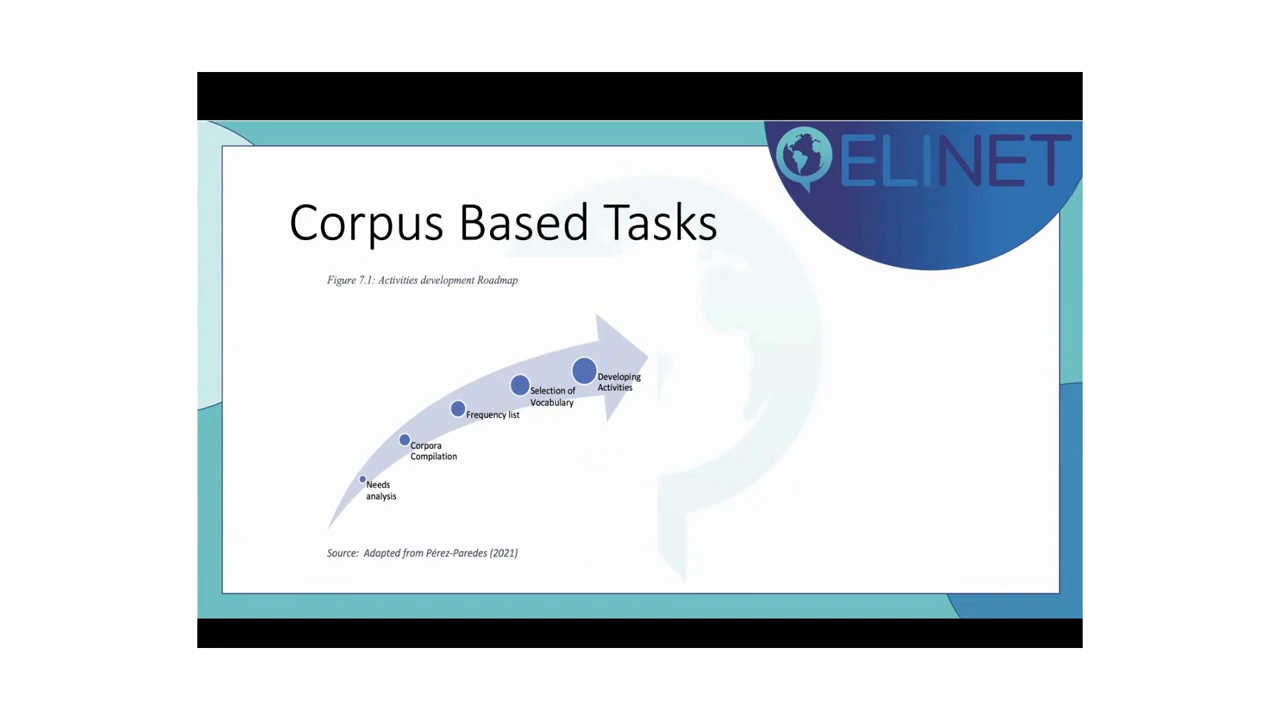 ELINET
Corpus Based Tasks
Figure 7.1: Activities development Roadmap
Developing
Activities
Selection of
Vocabulary
Frequency list
Corpora
Compilation
Needs
analysis
Source: Adapted from Pérez-Paredes (2021)